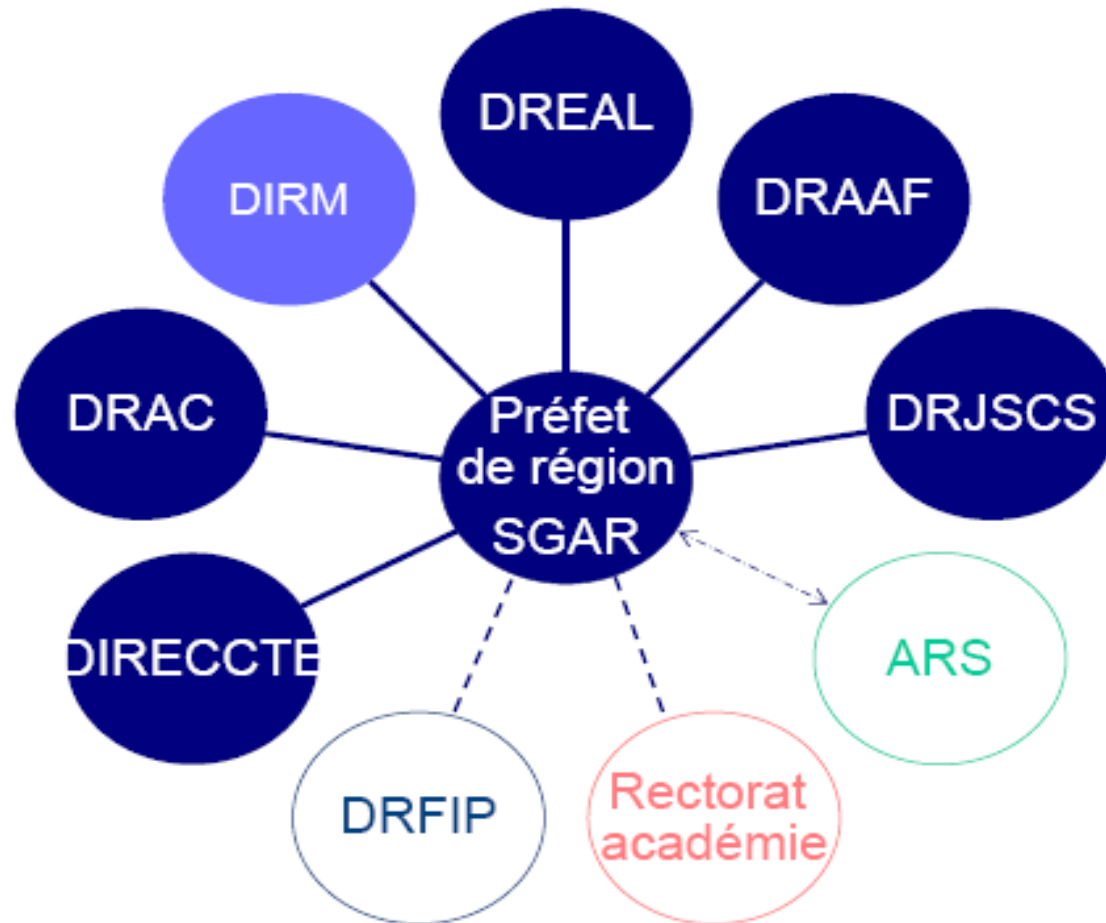 DREAL
DIRM
DRAAF
DRAC
Préfet
de région
SGAR
DRJSCS
DIRECCTE
ARS
DRFIP
Rectorat
académie